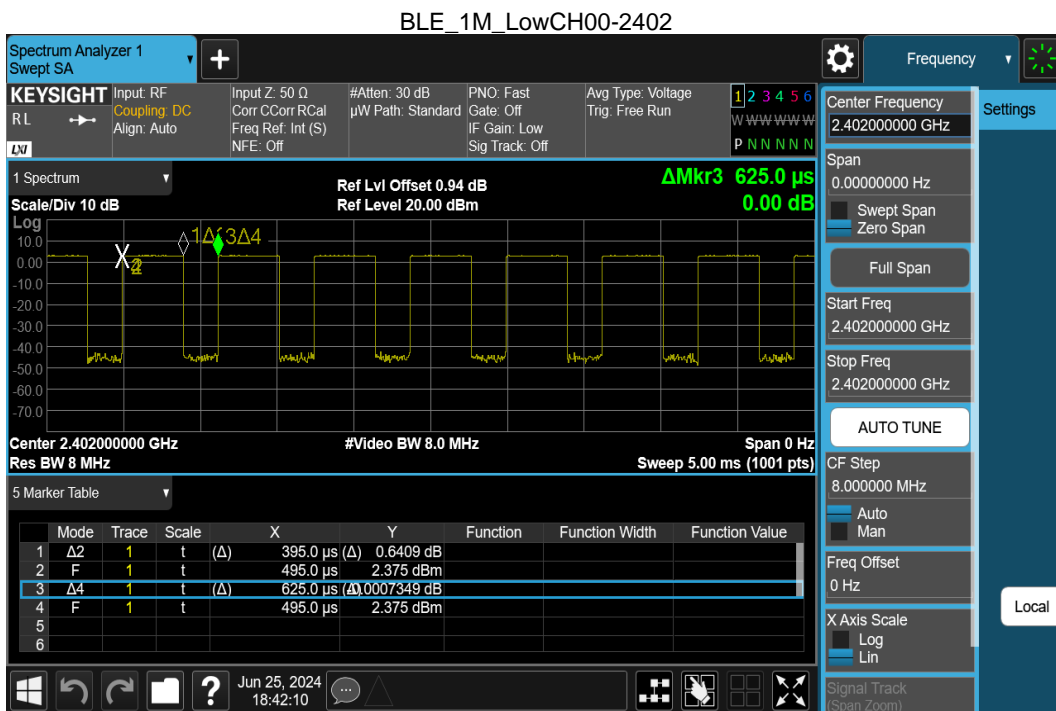 BLE_1M_LowCH00-2402
Spectrum Analyzer 1
Swept SA
Frequency
KEYSIGHT
RL
LXI
Input: RF
Coupling: DC
Align: Auto
Input Z: 50 Ω
Corr CCorr RCal
Freq Ref: Int (S)
NFE: Off
#Atten: 30 dB
µW Path: Standard
PNO: Fast
Gate: Off
IF Gain: Low
Sig Track: Off
Avg Type: Voltage
Trig: Free Run
1 2 3 4 5 6
W W W W W W
P N N N N N
Center Frequency
2.402000000 GHz
Settings
1 Spectrum
Scale/Div 10 dB
Ref Lvl Offset 0.94 dB
Ref Level 20.00 dBm
ΔMkr3 625.0 µs
0.00 dB
Span
0.00000000 Hz
Swept Span
Zero Span
Full Span
Start Freq
2.402000000 GHz
Stop Freq
2.402000000 GHz
AUTO TUNE
Log
10.0
0.00
-10.0
-20.0
-30.0
-40.0
-50.0
-60.0
-70.0
3Δ4
Center 2.402000000 GHz
Res BW 8 MHz
#Video BW 8.0 MHz
Span 0 Hz
Sweep 5.00 ms (1001 pts)
CF Step
8.000000 MHz
Auto
Man
Freq Offset
0 Hz
X Axis Scale
Log
Lin
Signal Track
(Span Zoom)
Local
5 Marker Table
Mode Trace Scale X Y Function Function Width Function Value
1 Δ2 1 t (Δ) 395.0 µs (Δ) 0.6409 dB
2 F 1 t 495.0 µs 2.375 dBm
3 Δ4 1 t (Δ) 625.0 µs 0.0007349 dB
4 F 1 t 495.0 µs 2.375 dBm
5
6
?
Jun 25, 2024
18:42:10